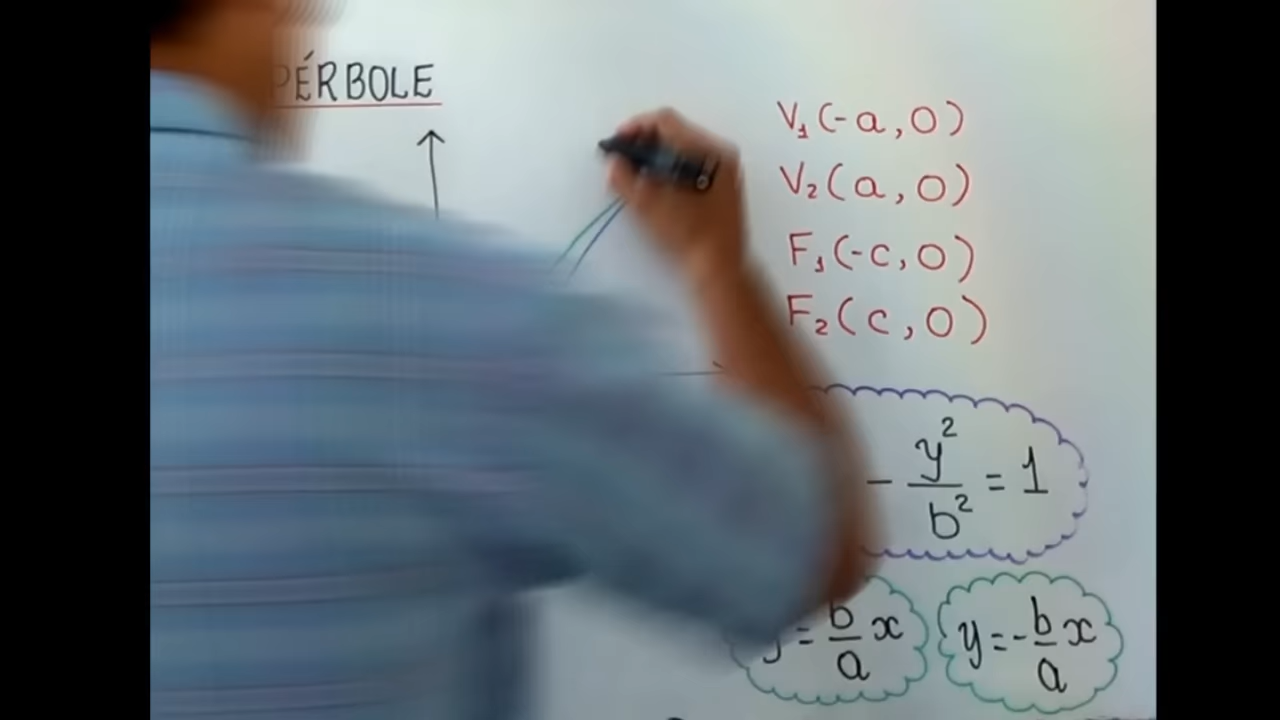 PÉRBOLE
V₁(-a,0)
V₂(a,0)
F₁(-c,0)
F₂(c,0)
- y²/b² = 1
y = b/a x
y = - b/a x